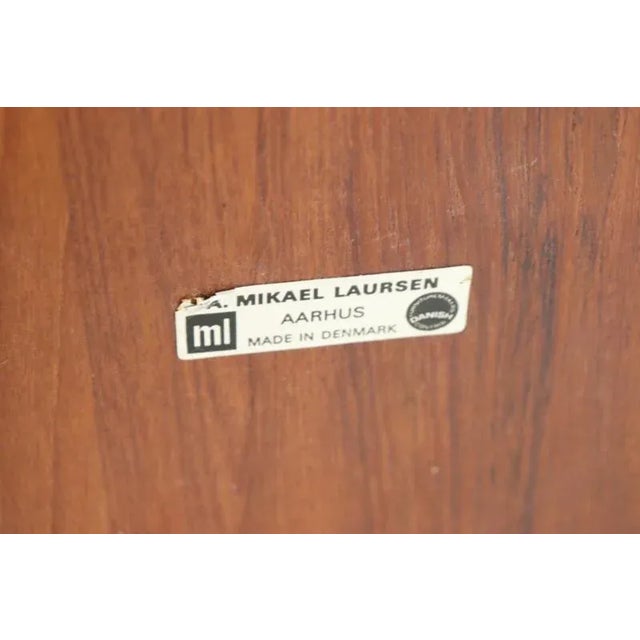 A. MIKAEL LAURSEN
AARHUS
MADE IN DENMARK
ml
DANISH